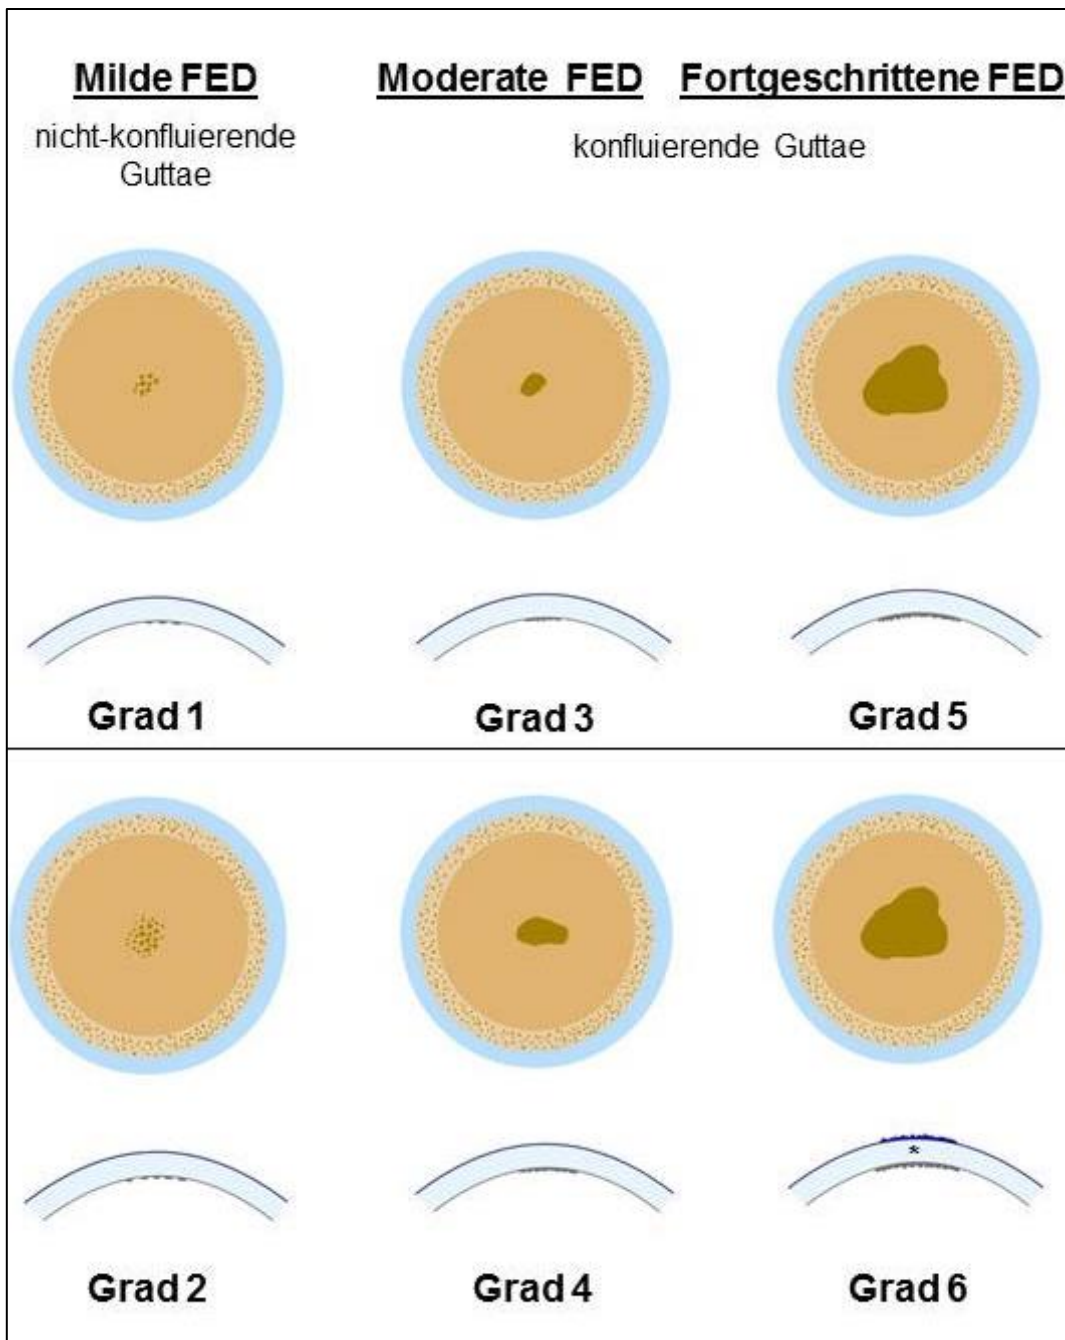 Milde FED
Moderate FED
Fortgeschrittene FED
nicht-konfluierende
Guttae
konfluierende Guttae
Grad 1
Grad 3
Grad 5
*
Grad 2
Grad 4
Grad 6